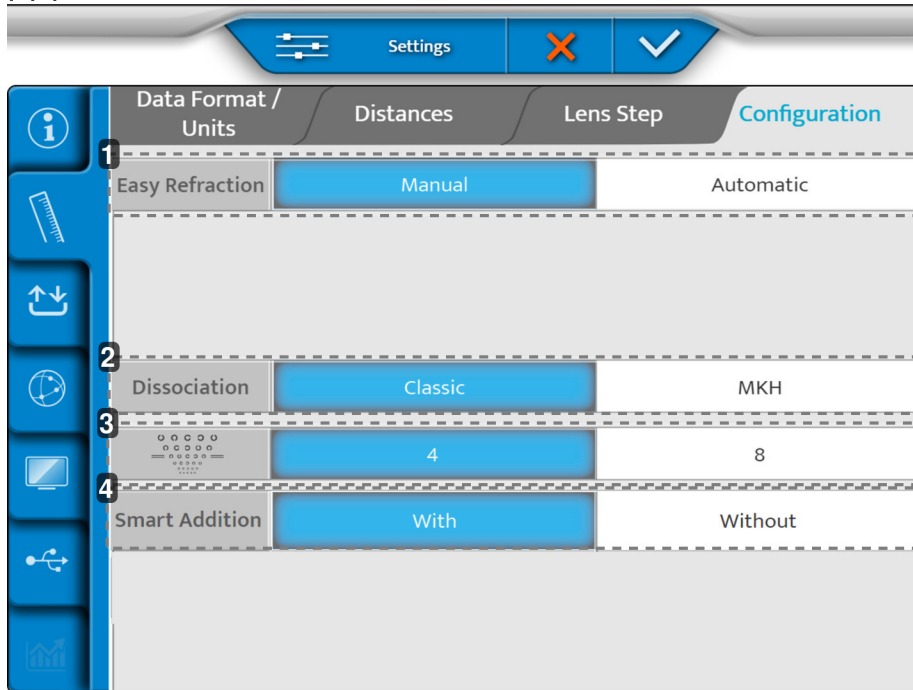 Settings
Data Format /
Units
Distances
Lens Step
Configuration
1
Easy Refraction
Manual
Automatic
2
Dissociation
Classic
MKH
3
4
8
4
Smart Addition
With
Without